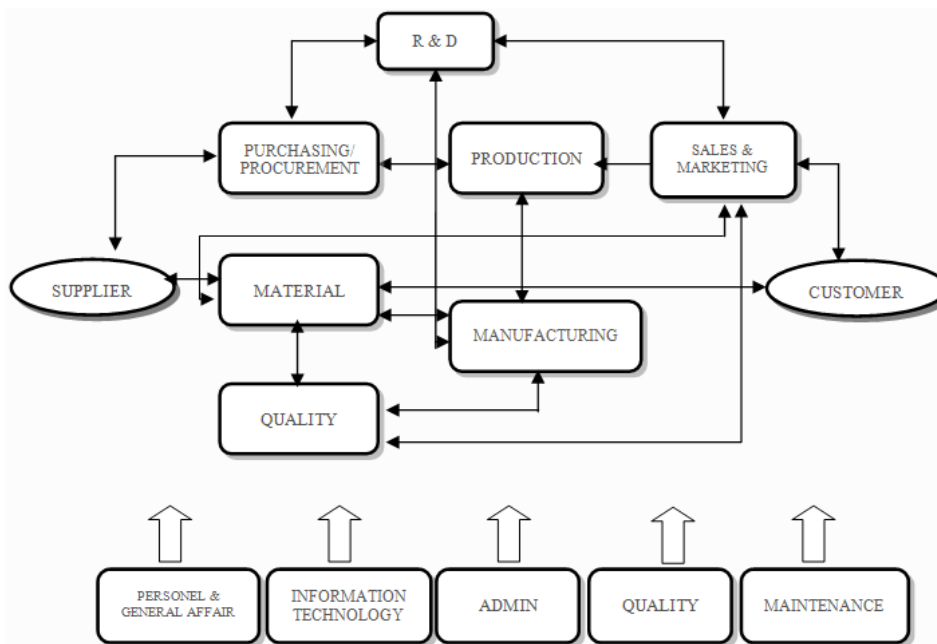 R & D
PURCHASING/
PROCUREMENT
PRODUCTION
SALES &
MARKETING
SUPPLIER
MATERIAL
CUSTOMER
MANUFACTURING
QUALITY
PERSONEL &
GENERAL AFFAIR
INFORMATION
TECHNOLOGY
ADMIN
QUALITY
MAINTENANCE